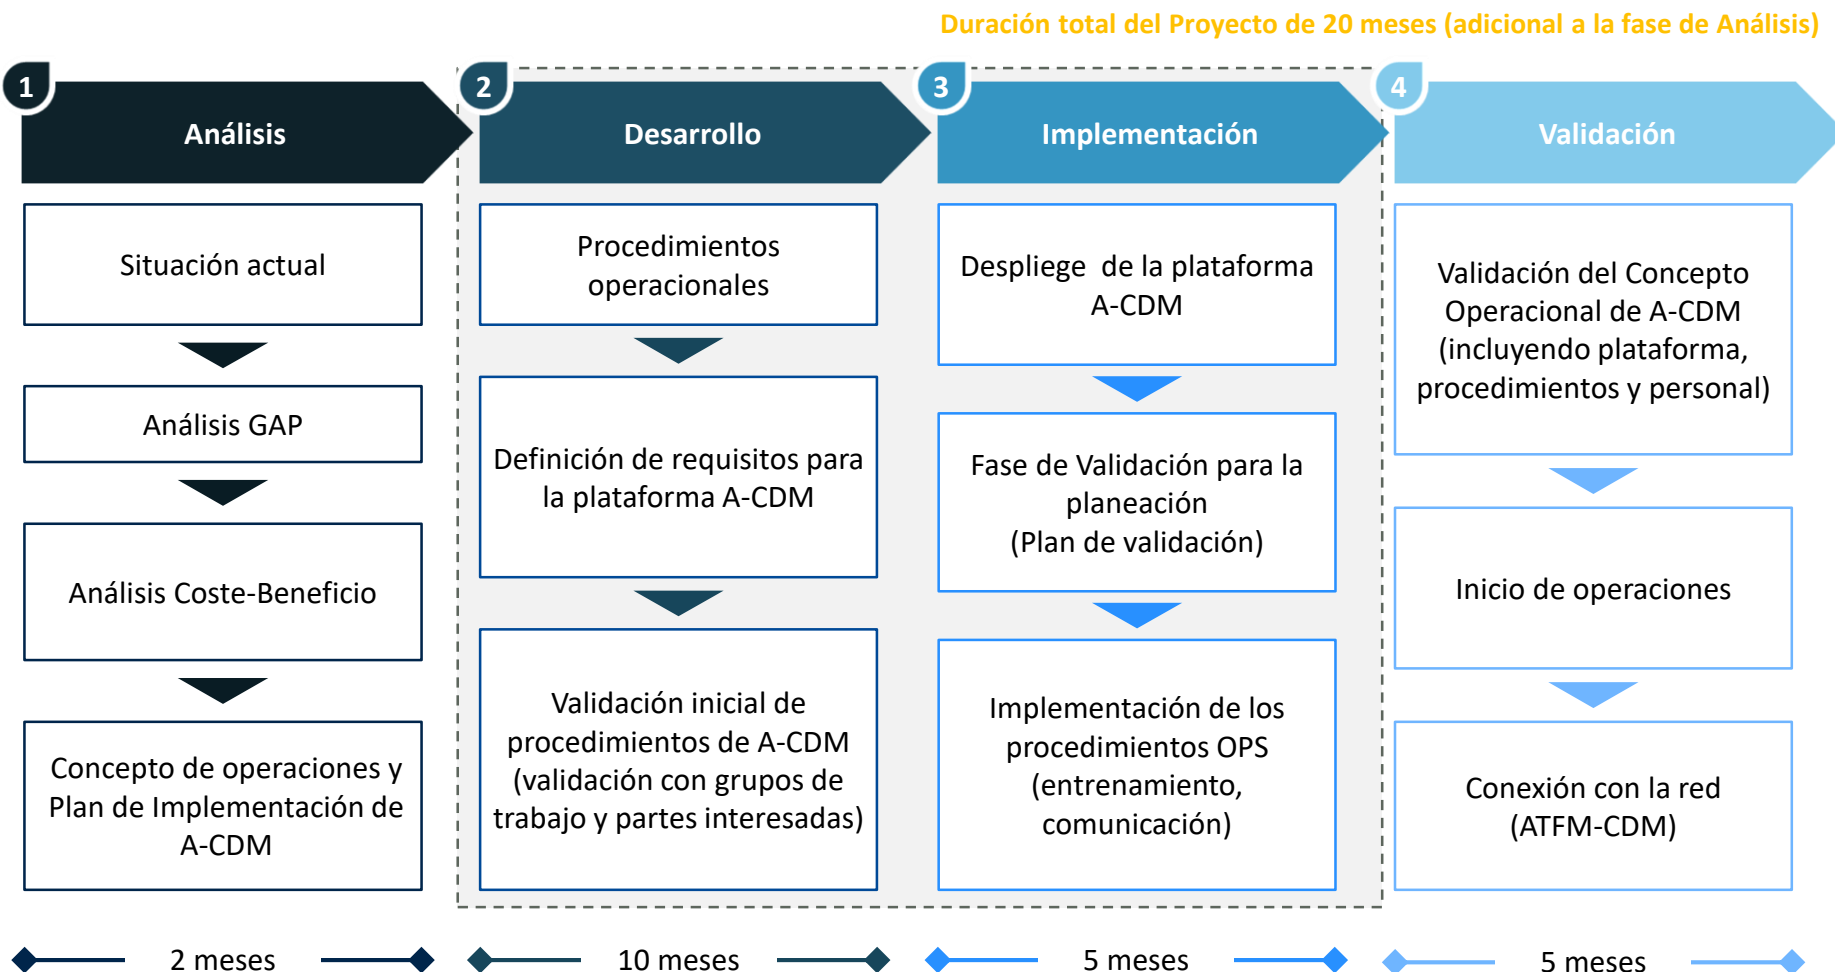 Duración total del Proyecto de 20 meses (adicional a la fase de Análisis)
1
Análisis
Situación actual
Análisis GAP
Análisis Coste-Beneficio
Concepto de operaciones y
Plan de Implementación de
A-CDM
2 meses
2
Desarrollo
Procedimientos
operacionales
Definición de requisitos para
la plataforma A-CDM
Validación inicial de
procedimientos de A-CDM
(validación con grupos de
trabajo y partes interesadas)
10 meses
3
Implementación
Despliege de la plataforma
A-CDM
Fase de Validación para la
planeación
(Plan de validación)
Implementación de los
procedimientos OPS
(entrenamiento,
comunicación)
5 meses
4
Validación
Validación del Concepto
Operacional de A-CDM
(incluyendo plataforma,
procedimientos y personal)
Inicio de operaciones
Conexión con la red
(ATFM-CDM)
5 meses